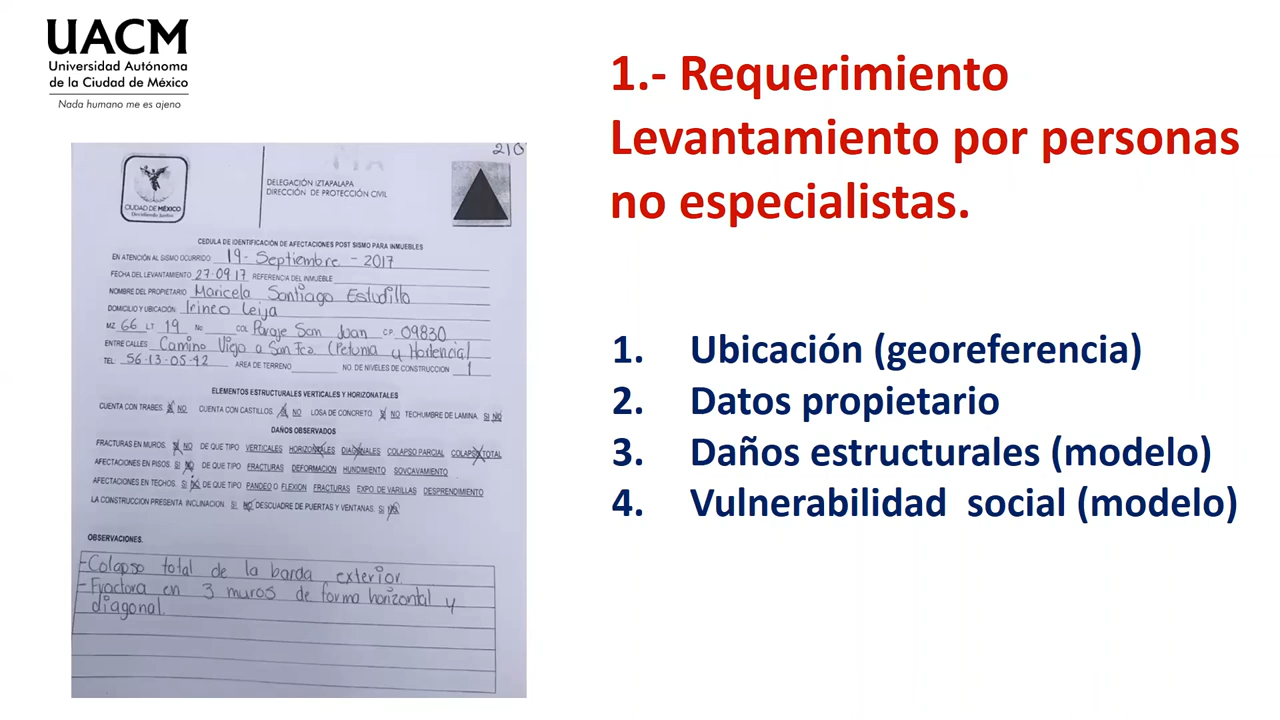 UACM
Universidad Autónoma
de la Ciudad de México
Nada humano me es ajeno
1.- Requerimiento
Levantamiento por personas
no especialistas.
1. Ubicación (georeferencia)
2. Datos propietario
3. Daños estructurales (modelo)
4. Vulnerabilidad social (modelo)
210
CIUDAD DE MÉXICO
Decidiendo Juntos
DELEGACIÓN IZTAPALAPA
DIRECCIÓN DE PROTECCIÓN CIVIL
CEDULA DE IDENTIFICACIÓN DE AFECTACIONES POST SISMO PARA INMUEBLES
EN ATENCIÓN AL SISMO OCURRIDO 19-Septiembre-2017
FECHA DEL LEVANTAMIENTO 27-09-17 REFERENCIA DEL INMUEBLE
NOMBRE DEL PROPIETARIO Maricela Santiago Estudillo
DOMICILIO Y UBICACIÓN Irineo Leija
MZ 66 LT 19 No COL Paraje San Juan C.P. 09830
ENTRE CALLES Camino Viga a San Fco. (Petunia y Hortencia)
TEL: 56-13-05-42 AREA DE TERRENO NO. DE NIVELES DE CONSTRUCCION 1
ELEMENTOS ESTRUCTURALES VERTICALES Y HORIZONATALES
CUENTA CON TRABES. SI NO CUENTA CON CASTILLOS. SI NO LOSA DE CONCRETO. SI NO TECHUMBRE DE LAMINA. SI NO
DAÑOS OBSERVADOS
FRACTURAS EN MUROS. SI NO DE QUE TIPO VERTICALES HORIZONTALES DIAGONALES COLAPSO PARCIAL COLAPSO TOTAL
AFECTACIONES EN PISOS. SI NO DE QUE TIPO FRACTURAS DEFORMACION HUNDIMIENTO SOVCAVAMIENTO
AFECTACIONES EN TECHOS. SI NO DE QUE TIPO PANDEO O FLEXION FRACTURAS EXPO. DE VARILLAS DESPRENDIMIENTO
LA CONSTRUCCION PRESENTA INCLINACION. SI NO DESCUADRE DE PUERTAS Y VENTANAS. SI NO
OBSERVACIONES.
-Colapso total de la barda exterior.
-Fractura en 3 muros de forma horizontal y
diagonal.